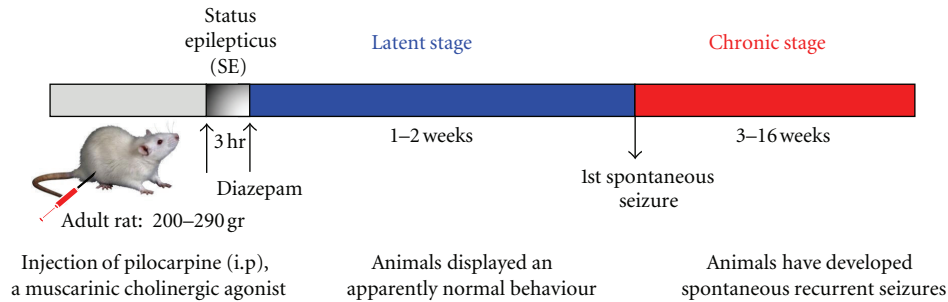 Status
epilepticus
(SE)
Latent stage
Chronic stage
3 hr
1–2 weeks
3–16 weeks
Diazepam
1st spontaneous
seizure
Adult rat: 200–290 gr
Injection of pilocarpine (i.p),
a muscarinic cholinergic agonist
Animals displayed an
apparently normal behaviour
Animals have developed
spontaneous recurrent seizures